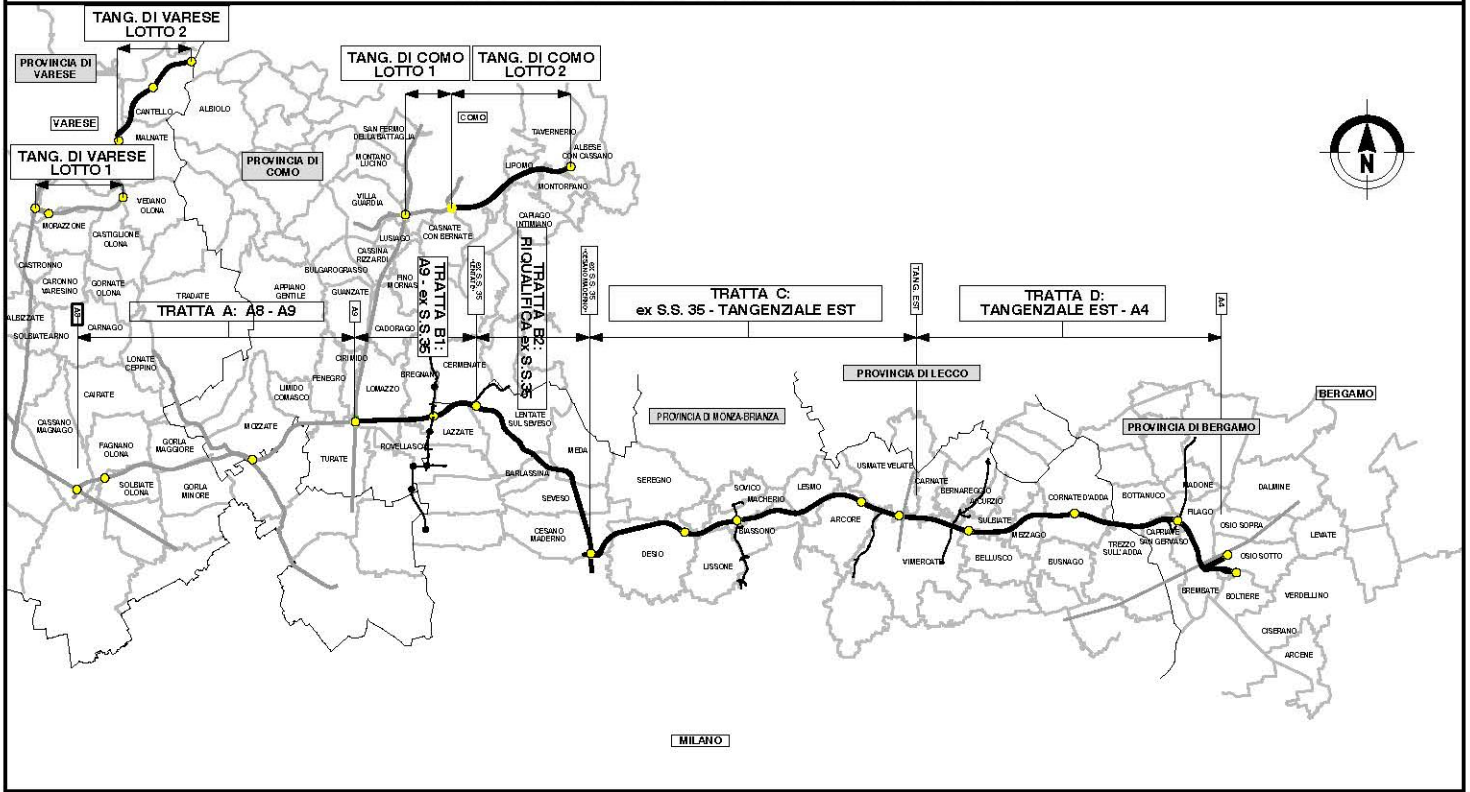 TANG. DI VARESE
LOTTO 2
PROVINCIA DI
VARESE
TANG. DI COMO
LOTTO 1
TANG. DI COMO
LOTTO 2
CANTELLO
ALBIOLO
VARESE
MALNATE
COMO
SAN FERMO
DELLA BATTAGLIA
TAVERNERIO
ALBESE
CON CASSANO
TANG. DI VARESE
LOTTO 1
PROVINCIA DI
COMO
MONTANO
LUCINO
LIPOMO
MONTORFANO
N
VILLA
GUARDIA
VEDANO
OLONA
MORAZZONE
CASTIGLIONE
OLONA
LUSIAGO
CASNATE
CON BERNATE
CAPIAGO
INTIMIANO
CASSINA
RIZZARDI
BULGAROGRASSO
FINO
MORNAS
CASTRONNO
CARONNO
VARESINO
GORNATE
OLONA
TRADATE
APPIANO
GENTILE
GUANZATE
TRATTA A: A8 - A9
A8
A9
TRATTA B1:
A9 - ex S.S.35
ex S.S. 35
-LENTATE-
TRATTA B2:
RIQUALIFICA ex S.S.35
ex S.S. 35
-CESANO MADERNO-
TRATTA C:
ex S.S. 35 - TANGENZIALE EST
TANG. EST
TRATTA D:
TANGENZIALE EST - A4
A4
ALBIZZATE
SOLBIATE ARNO
CARNAGO
CADORAGO
CIRIMIDO
CERMENATE
LONATE
CEPPINO
FENEGRO
LIMIDO
COMASCO
LOMAZZO
BREGNANO
CAIRATE
PROVINCIA DI LECCO
BERGAMO
CASSANO
MAGNAGO
MOZZATE
LENTATE
SUL SEVESO
PROVINCIA DI MONZA-BRIANZA
PROVINCIA DI BERGAMO
FAGNANO
OLONA
GORLA
MAGGIORE
ROVELLASCA
LAZZATE
MEDA
TURATE
SOLBIATE
OLONA
GORLA
MINORE
BARLASSINA
SEVESO
SEREGNO
SOVICO
MACHERIO
LESMO
USMATE VELATE
CARNATE
BERNAREGGIO
AICURZIO
CORNATE D'ADDA
BOTTANUCO
MADONE
DALMINE
FILAGO
CESANO
MADERNO
DESIO
BIASSONO
LISSONE
ARCORE
SULBIATE
MEZZAGO
VIMERCATE
BELLUSCO
BUSNAGO
TREZZO
SULL'ADDA
CAPRIATE
SAN GERVASO
OSIO SOPRA
LEVATE
OSIO SOTTO
BREMBATE
BOLTIERE
VERDELLINO
CISERANO
ARCENE
MILANO